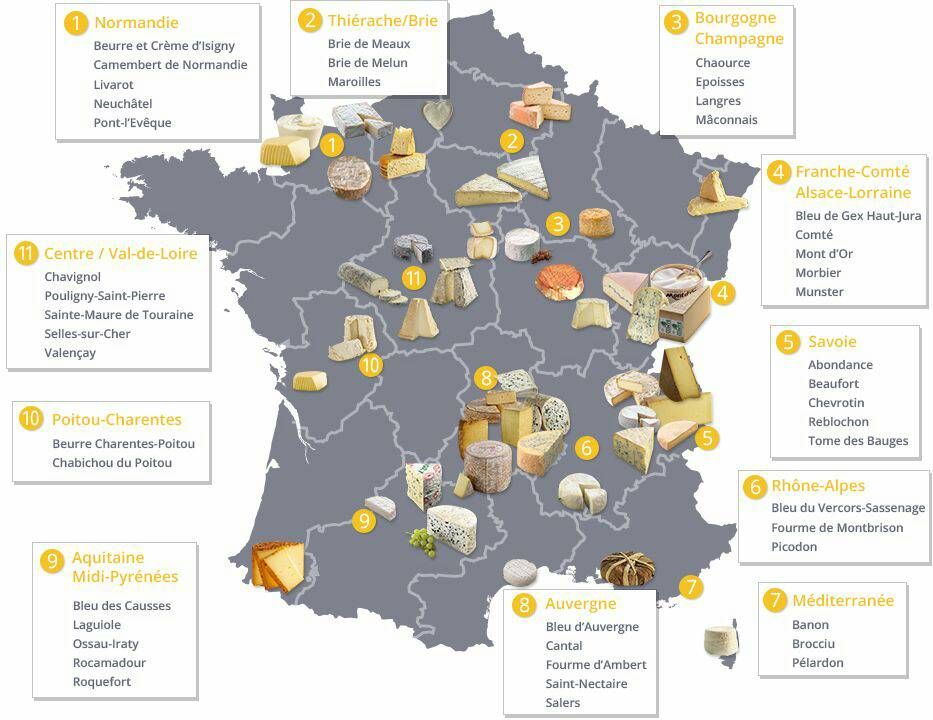 1 Normandie
Beurre et Crème d'Isigny
Camembert de Normandie
Livarot
Neuchâtel
Pont-l'Evêque
2 Thiérache/Brie
Brie de Meaux
Brie de Melun
Maroilles
3 Bourgogne
Champagne
Chaource
Epoisses
Langres
Mâconnais
4 Franche-Comté
Alsace-Lorraine
Bleu de Gex Haut-Jura
Comté
Mont d'Or
Morbier
Munster
5 Savoie
Abondance
Beaufort
Chevrotin
Reblochon
Tome des Bauges
6 Rhône-Alpes
Bleu du Vercors-Sassenage
Fourme de Montbrison
Picodon
7 Méditerranée
Banon
Brocciu
Pélardon
8 Auvergne
Bleu d'Auvergne
Cantal
Fourme d'Ambert
Saint-Nectaire
Salers
9 Aquitaine
Midi-Pyrénées
Bleu des Causses
Laguiole
Ossau-Iraty
Rocamadour
Roquefort
10 Poitou-Charentes
Beurre Charentes-Poitou
Chabichou du Poitou
11 Centre / Val-de-Loire
Chavignol
Pouligny-Saint-Pierre
Sainte-Maure de Touraine
Selles-sur-Cher
Valençay
1
2
3
11
4
10
8
5
6
9
7